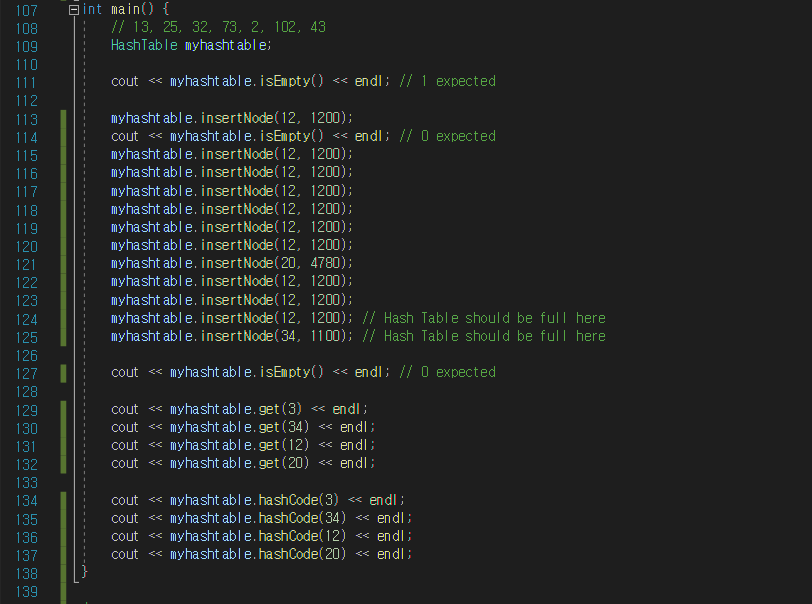 107 int main() {
108 // 13, 25, 32, 73, 2, 102, 43
109 HashTable myhashtable;
110
111 cout << myhashtable.isEmpty() << endl; // 1 expected
112
113 myhashtable.insertNode(12, 1200);
114 cout << myhashtable.isEmpty() << endl; // 0 expected
115 myhashtable.insertNode(12, 1200);
116 myhashtable.insertNode(12, 1200);
117 myhashtable.insertNode(12, 1200);
118 myhashtable.insertNode(12, 1200);
119 myhashtable.insertNode(12, 1200);
120 myhashtable.insertNode(12, 1200);
121 myhashtable.insertNode(20, 4780);
122 myhashtable.insertNode(12, 1200);
123 myhashtable.insertNode(12, 1200);
124 myhashtable.insertNode(12, 1200); // Hash Table should be full here
125 myhashtable.insertNode(34, 1100); // Hash Table should be full here
126
127 cout << myhashtable.isEmpty() << endl; // 0 expected
128
129 cout << myhashtable.get(3) << endl;
130 cout << myhashtable.get(34) << endl;
131 cout << myhashtable.get(12) << endl;
132 cout << myhashtable.get(20) << endl;
133
134 cout << myhashtable.hashCode(3) << endl;
135 cout << myhashtable.hashCode(34) << endl;
136 cout << myhashtable.hashCode(12) << endl;
137 cout << myhashtable.hashCode(20) << endl;
138 }
139